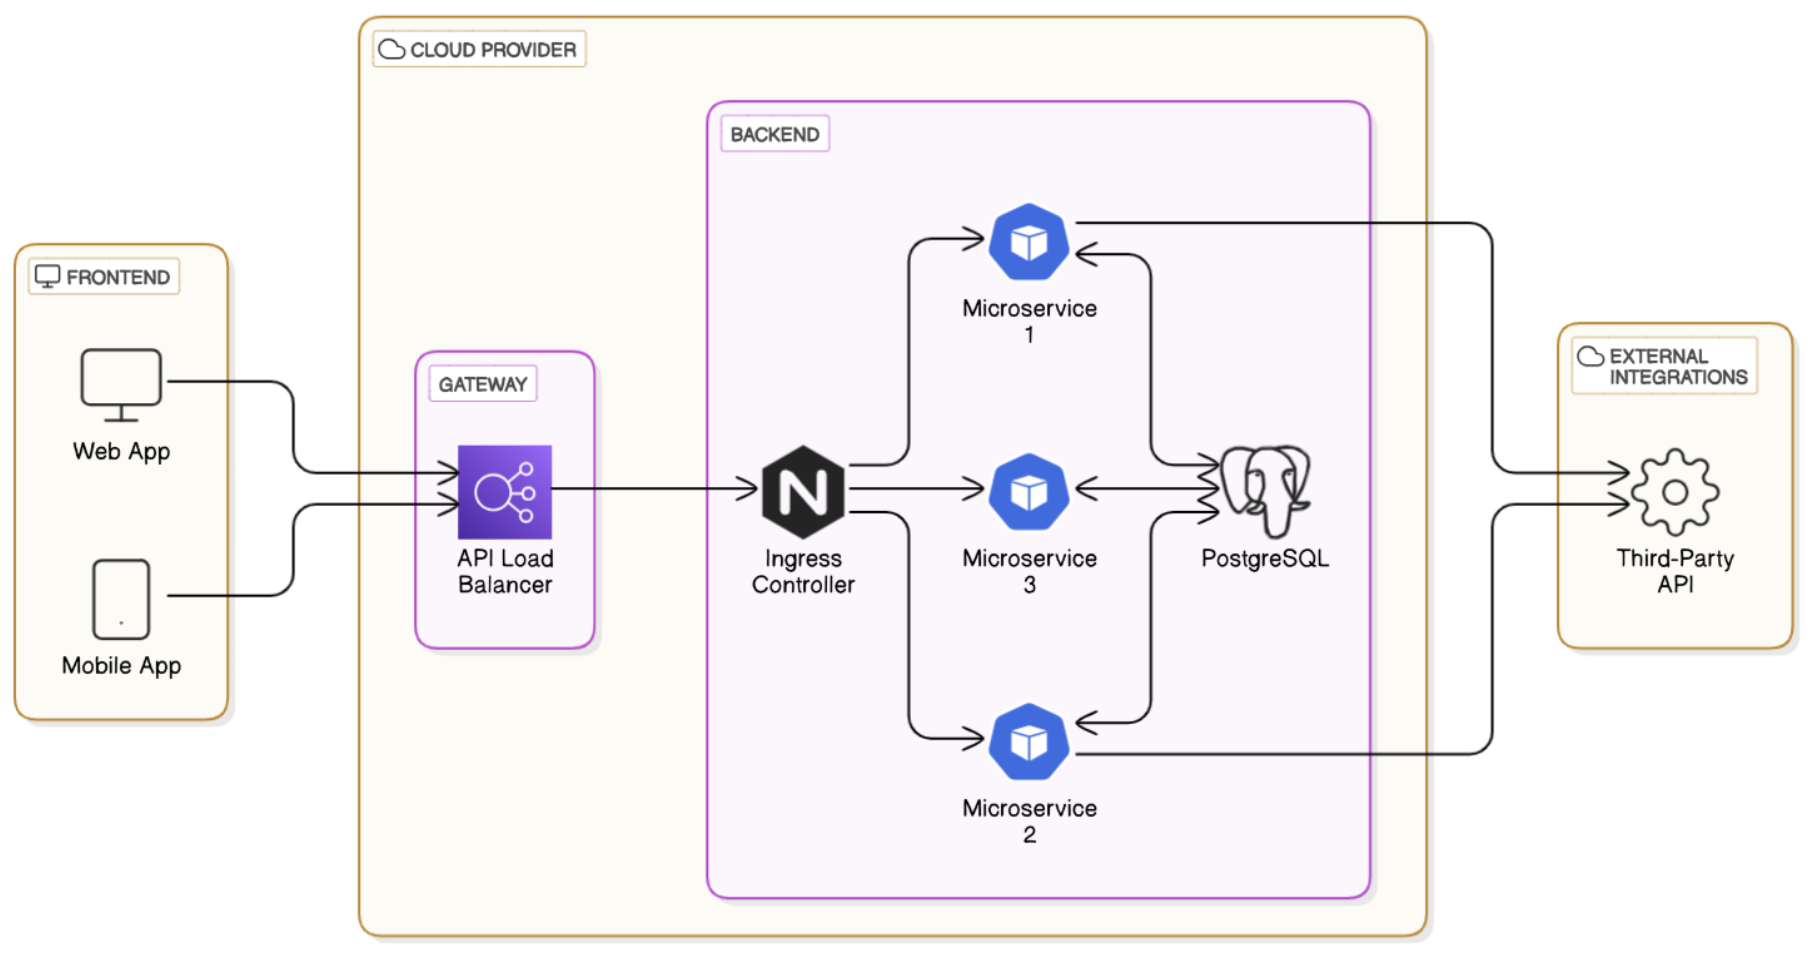 CLOUD PROVIDER
BACKEND
FRONTEND
Web App
Mobile App
GATEWAY
API Load
Balancer
N
Ingress
Controller
Microservice
1
Microservice
3
Microservice
2
PostgreSQL
EXTERNAL
INTEGRATIONS
Third-Party
API